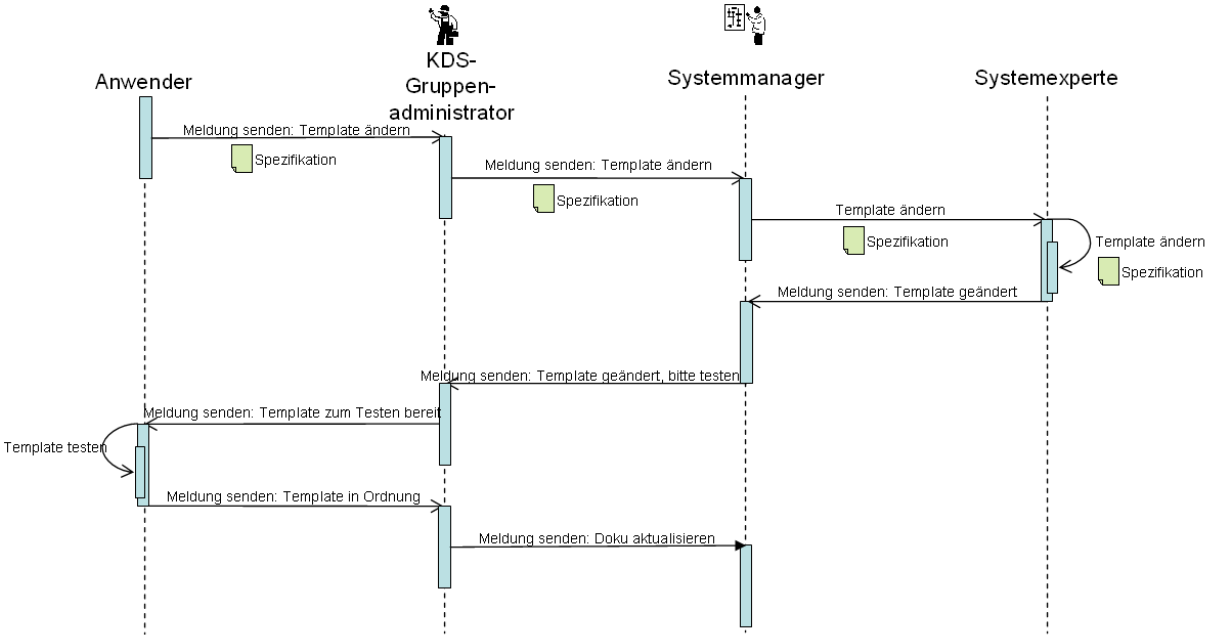 Anwender
KDS-
Gruppen-
administrator
Systemmanager
Systemexperte
Meldung senden: Template ändern
Spezifikation
Meldung senden: Template ändern
Spezifikation
Template ändern
Spezifikation
Template ändern
Spezifikation
Meldung senden: Template geändert
Meldung senden: Template geändert, bitte testen
Meldung senden: Template zum Testen bereit
Template testen
Meldung senden: Template in Ordnung
Meldung senden: Doku aktualisieren